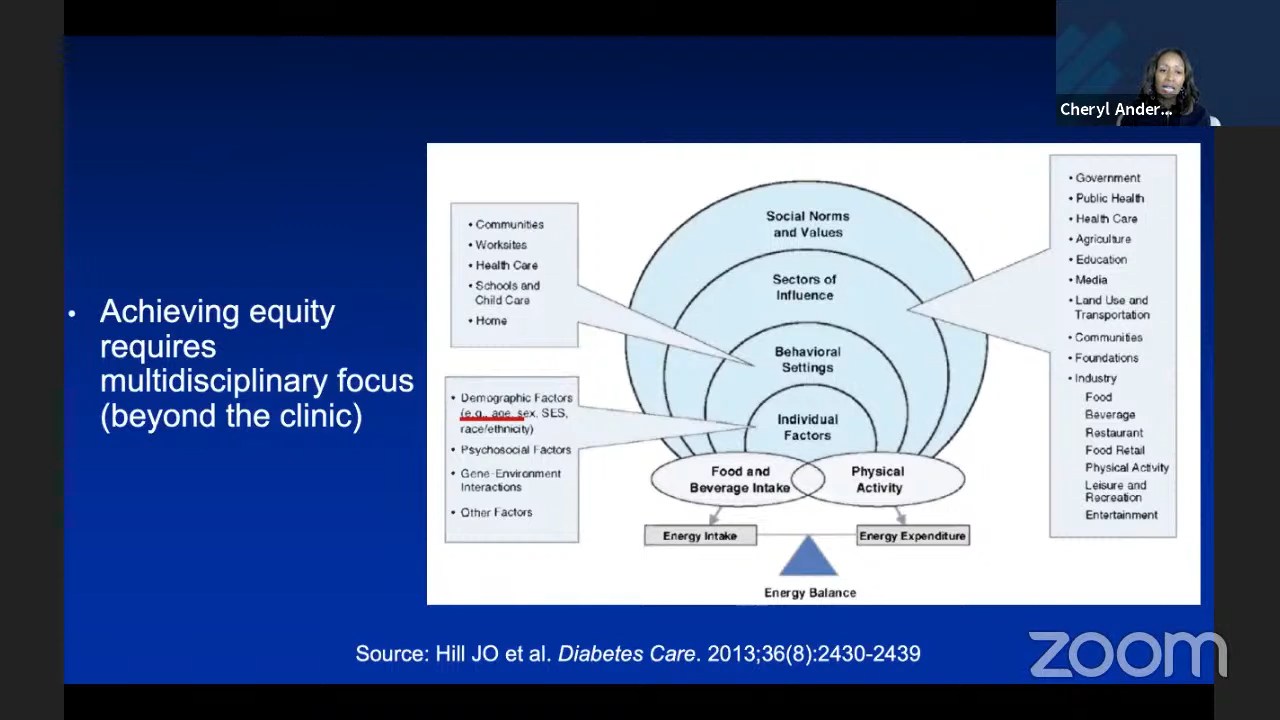 Cheryl Ander...
• Achieving equity
requires
multidisciplinary focus
(beyond the clinic)
• Communities
• Worksites
• Health Care
• Schools and
Child Care
• Home
• Demographic Factors
(e.g., age, sex, SES,
race/ethnicity)
• Psychosocial Factors
• Gene-Environment
Interactions
• Other Factors
Social Norms
and Values
Sectors of
Influence
Behavioral
Settings
Individual
Factors
Food and
Beverage Intake
Physical
Activity
Energy Intake
Energy Expenditure
Energy Balance
• Government
• Public Health
• Health Care
• Agriculture
• Education
• Media
• Land Use and
Transportation
• Communities
• Foundations
• Industry
Food
Beverage
Restaurant
Food Retail
Physical Activity
Leisure and
Recreation
Entertainment
Source: Hill JO et al. Diabetes Care. 2013;36(8):2430-2439
zoom